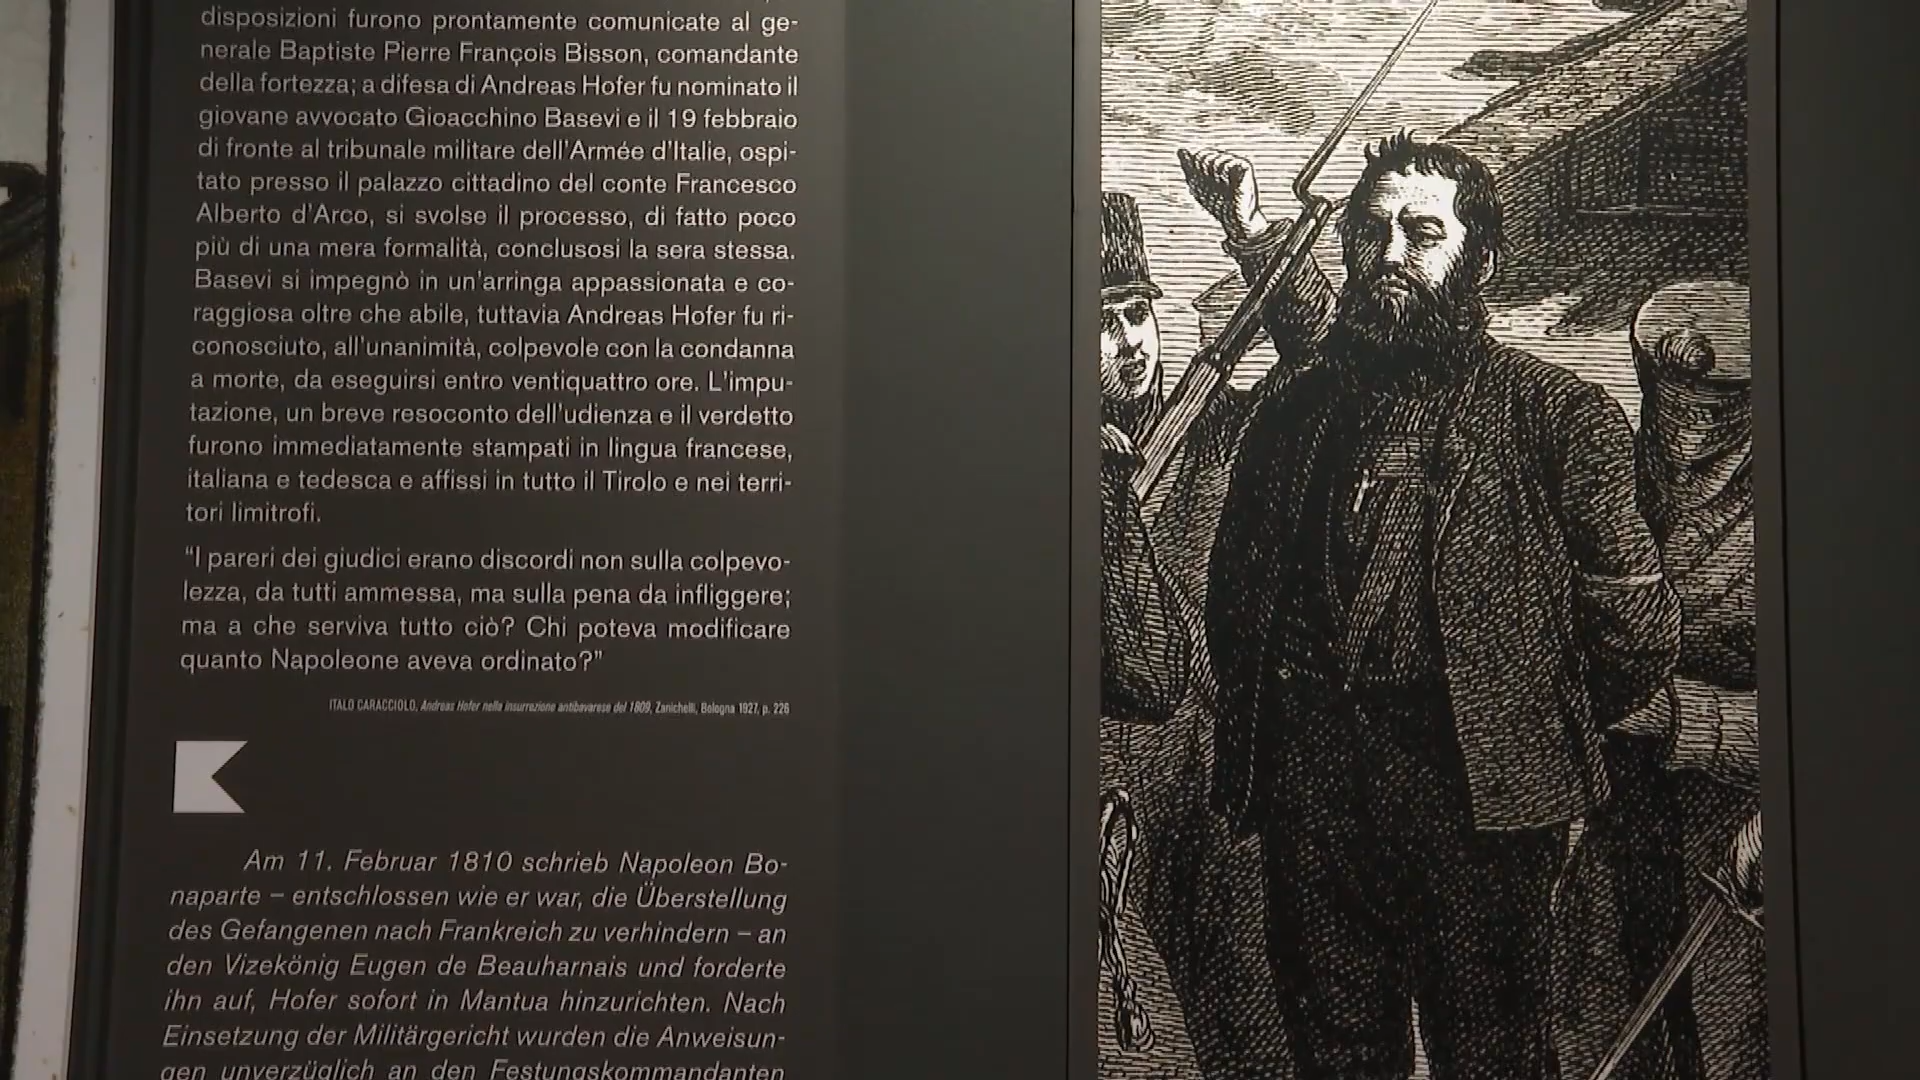 disposizioni furono prontamente comunicate al ge-
nerale Baptiste Pierre François Bisson, comandante
della fortezza; a difesa di Andreas Hofer fu nominato il
giovane avvocato Gioacchino Basevi e il 19 febbraio
di fronte al tribunale militare dell'Armée d'Italie, ospi-
tato presso il palazzo cittadino del conte Francesco
Alberto d'Arco, si svolse il processo, di fatto poco
più di una mera formalità, conclusosi la sera stessa.
Basevi si impegnò in un'arringa appassionata e co-
raggiosa oltre che abile, tuttavia Andreas Hofer fu ri-
conosciuto, all'unanimità, colpevole con la condanna
a morte, da eseguirsi entro ventiquattro ore. L'impu-
tazione, un breve resoconto dell'udienza e il verdetto
furono immediatamente stampati in lingua francese,
italiana e tedesca e affissi in tutto il Tirolo e nei terri-
tori limitrofi.
"I pareri dei giudici erano discordi non sulla colpevo-
lezza, da tutti ammessa, ma sulla pena da infliggere;
ma a che serviva tutto ciò? Chi poteva modificare
quanto Napoleone aveva ordinato?"
ITALO CARACCIOLO, Andreas Hofer nella insurrezione antibavarese del 1809, Zanichelli, Bologna 1927, p. 226
Am 11. Februar 1810 schrieb Napoleon Bo-
naparte – entschlossen wie er war, die Überstellung
des Gefangenen nach Frankreich zu verhindern – an
den Vizekönig Eugen de Beauharnais und forderte
ihn auf, Hofer sofort in Mantua hinzurichten. Nach
Einsetzung der Militärgericht wurden die Anweisun-
gen unverzüglich an den Festungskommandanten